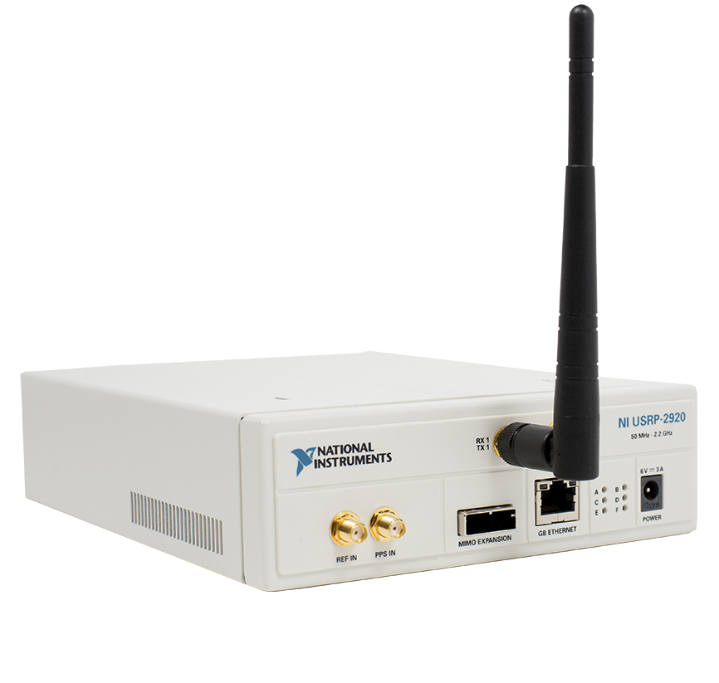 NATIONAL
INSTRUMENTS
RX 1
TX 1
NI USRP-2920
50 MHz - 2.2 GHz
REF IN
PPS IN
MIMO EXPANSION
GB ETHERNET
A B
C D
E F
6V ⎓ 3A
POWER